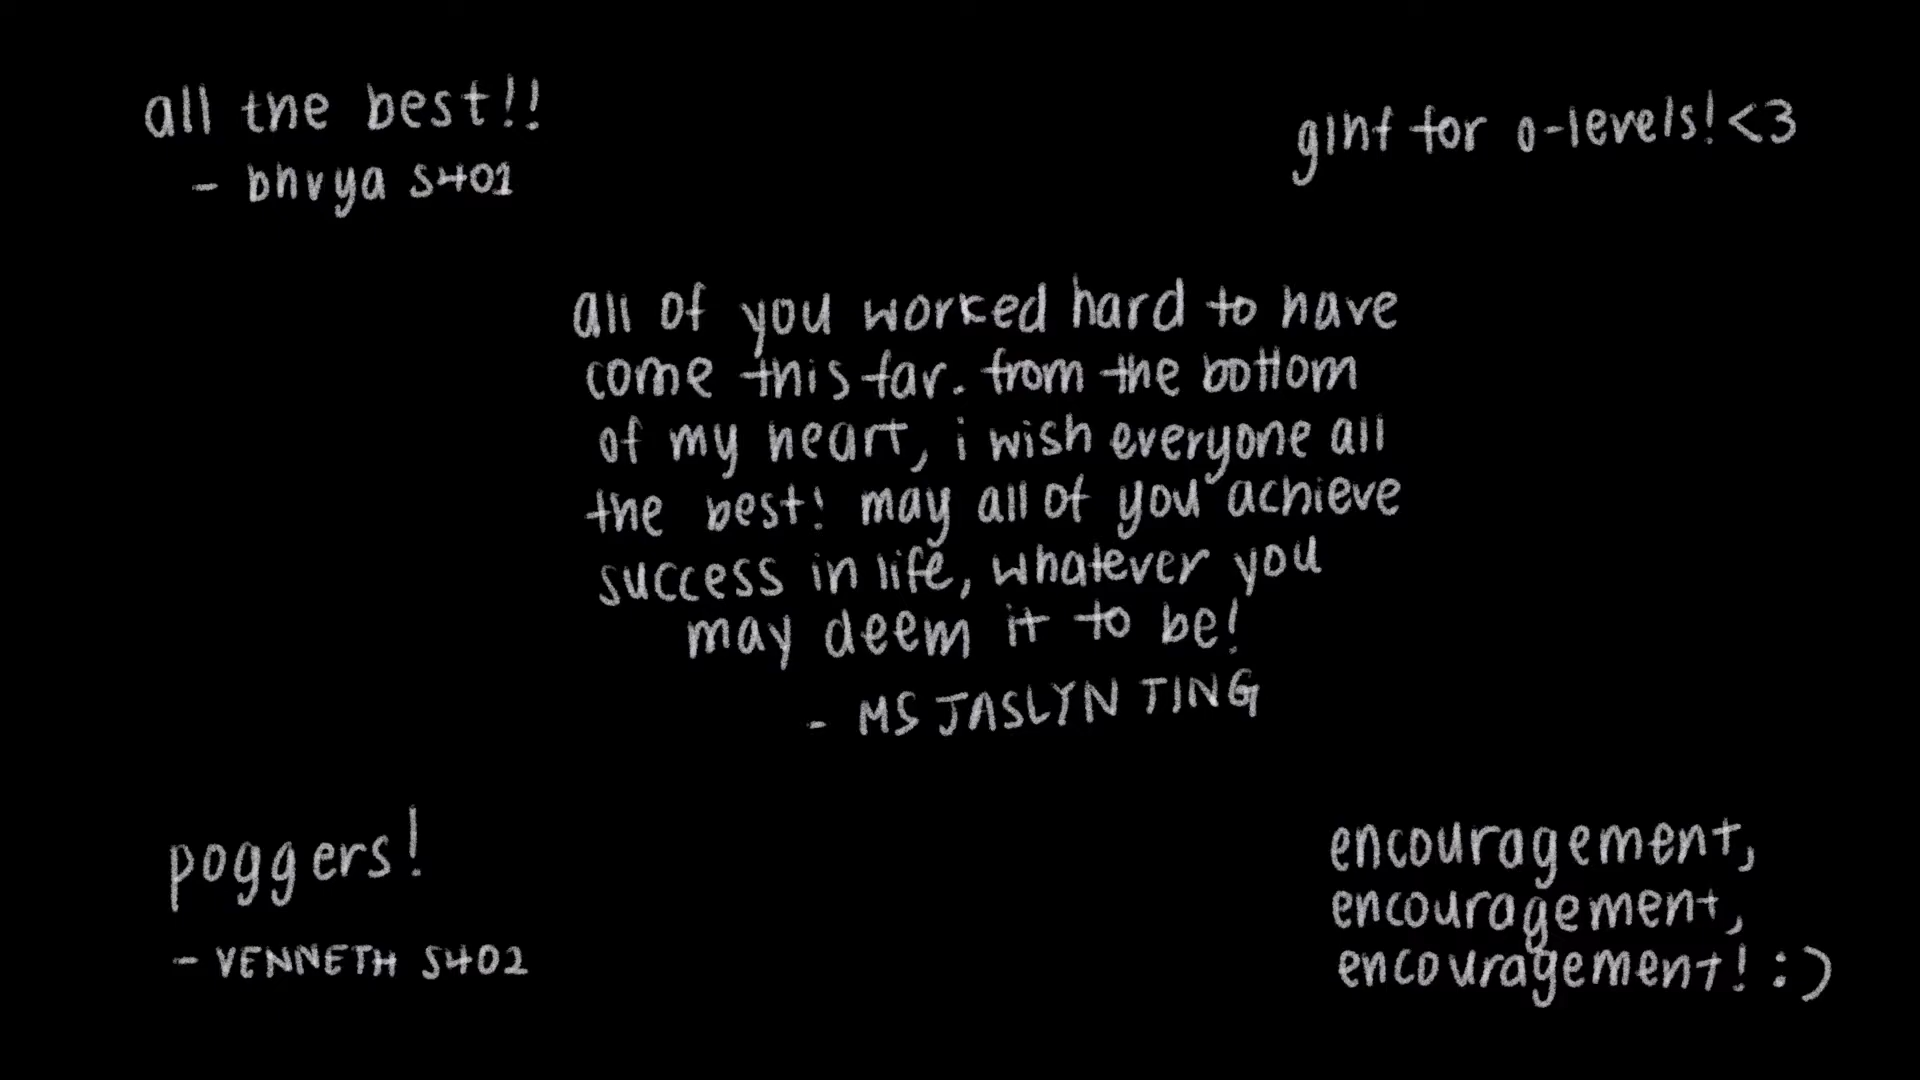 all the best!!
- bhvya S401
glhf for o-levels! <3
all of you worked hard to have
come this far. from the bottom
of my heart, i wish everyone all
the best! may all of you achieve
success in life, whatever you
may deem it to be!
- MS JASLYN TING
poggers!
- VENNETH S402
encouragement,
encouragement,
encouragement! :)